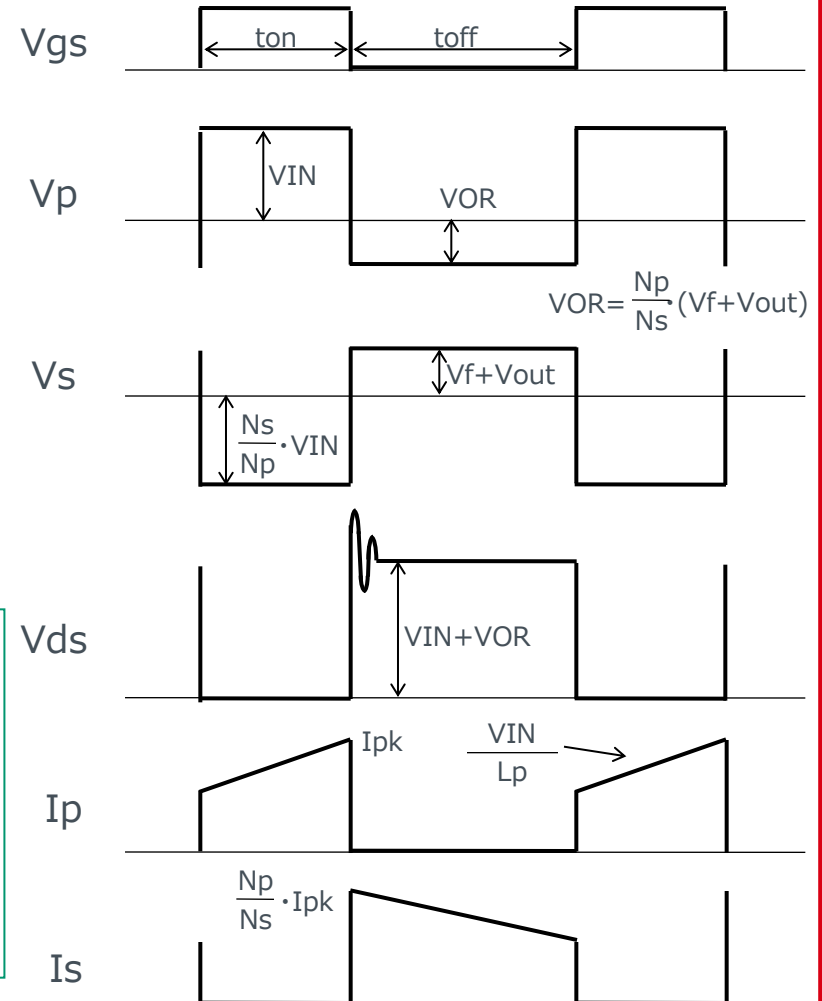 Vgs
ton
toff
Vp
VIN
VOR
VOR= Np/Ns·(Vf+Vout)
Vs
Vf+Vout
Ns/Np·VIN
Vds
VIN+VOR
Ip
Ipk
VIN/Lp
Np/Ns·Ipk
Is